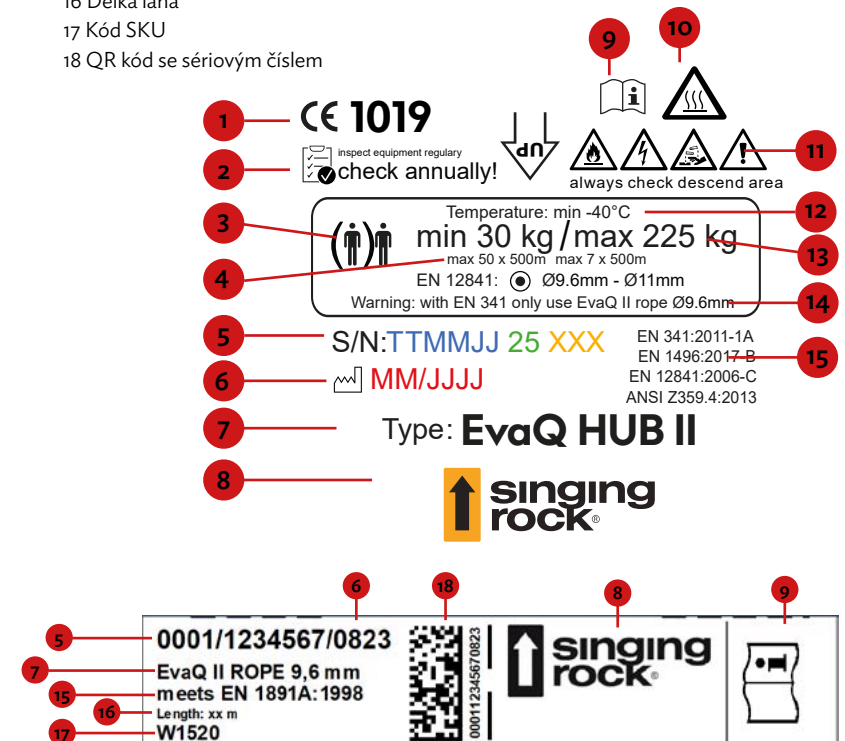 16 Délka lana
17 Kód SKU
18 QR kód se sériovým číslem
9
10
1
CE 1019
2
inspect equipment regulary
check annually!
UP
11
always check descend area
3
Temperature: min -40°C
12
min 30 kg/max 225 kg
13
4
max 50 x 500m max 7 x 500m
EN 12841: Ø9.6mm - Ø11mm
Warning: with EN 341 only use EvaQ II rope Ø9.6mm
14
5
S/N:TTMMJJ 25 XXX
EN 341:2011-1A
EN 1496:2017-B
EN 12841:2006-C
ANSI Z359.4:2013
15
6
MM/JJJJ
7
Type: EvaQ HUB II
8
singing
rock®
6
18
8
9
5
0001/1234567/0823
7
EvaQ II ROPE 9,6 mm
15
meets EN 1891A:1998
16
Length: xx m
17
W1520
000112345670823
singing
rock®